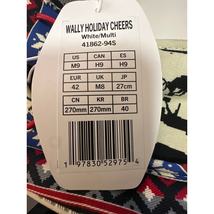 WALLY HOLIDAY CHEERS
White/Multi
41862-94S
US CAN ES
M9 H9 H9
EUR UK JP
42 M8 27cm
CN KR BR
270mm 270mm 40
1 97830 52975 4